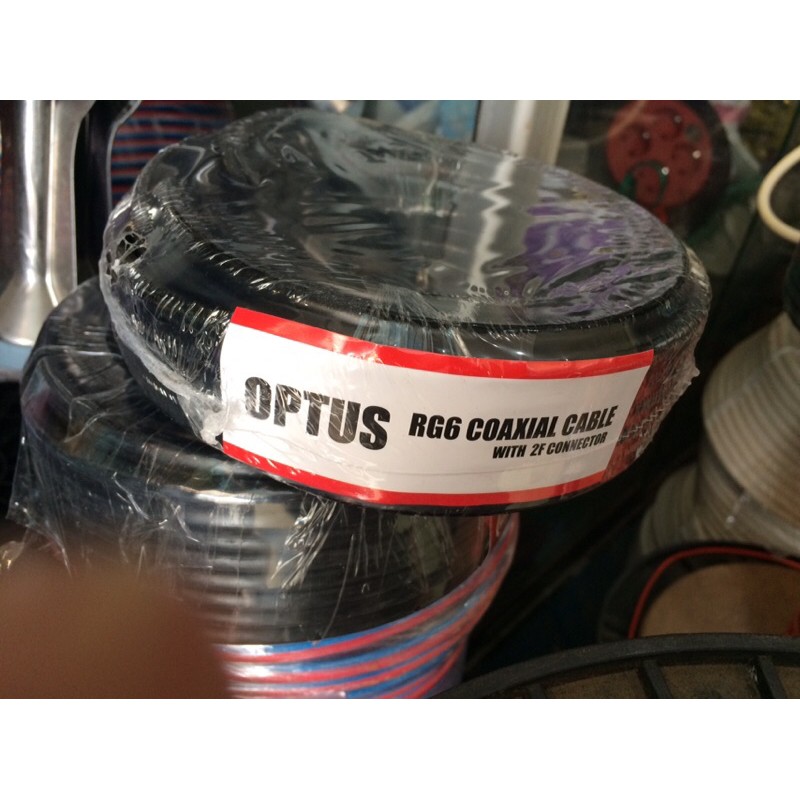 OPTUS
RG6 COAXIAL CABLE
WITH 2F CONNECTOR